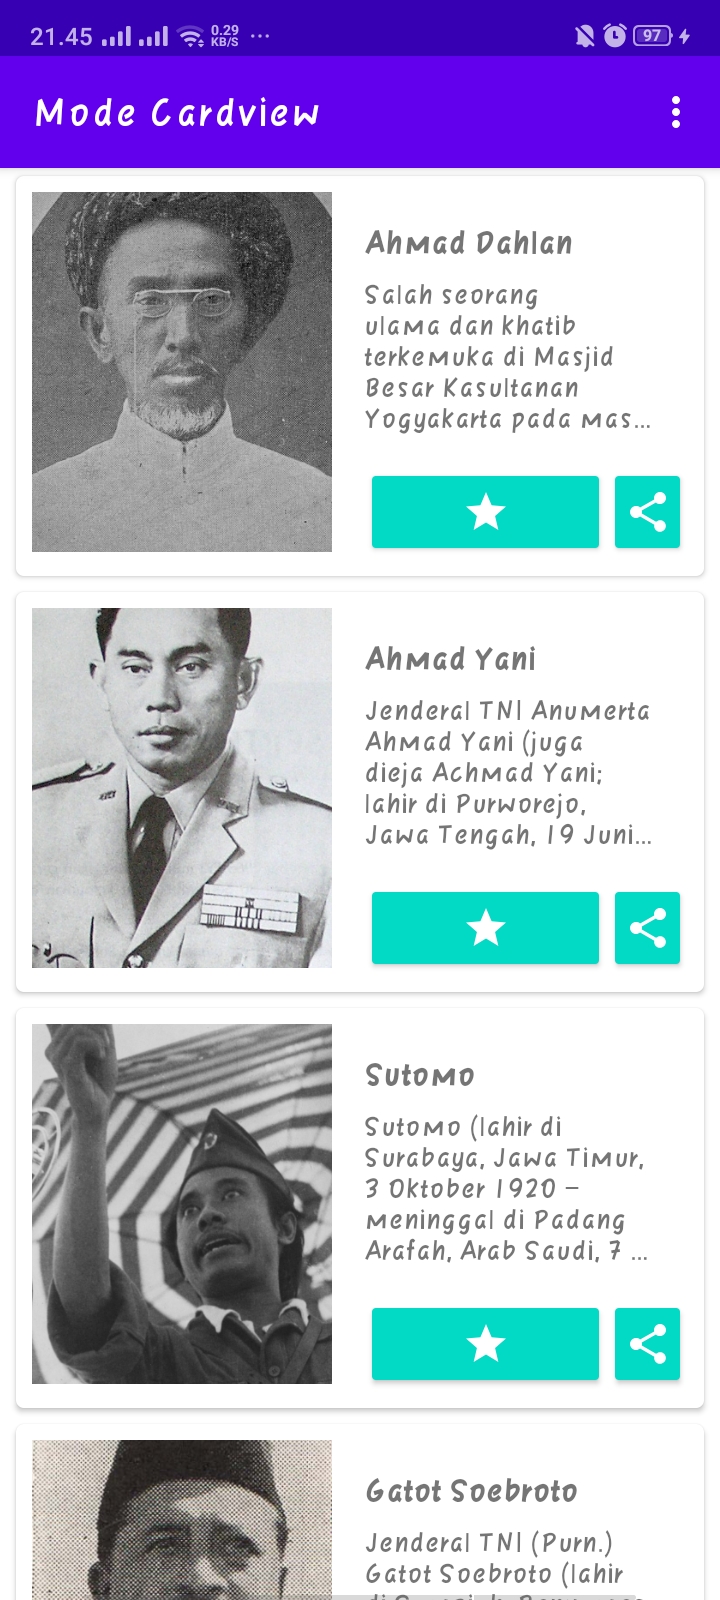 21.45 0.29 KB/S ... 97
Mode Cardview
Ahmad Dahlan
Salah seorang
ulama dan khatib
terkemuka di Masjid
Besar Kasultanan
Yogyakarta pada mas...
Ahmad Yani
Jenderal TNI Anumerta
Ahmad Yani (juga
dieja Achmad Yani;
lahir di Purworejo,
Jawa Tengah, 19 Juni...
Sutomo
Sutomo (lahir di
Surabaya, Jawa Timur,
3 Oktober 1920 –
meninggal di Padang
Arafah, Arab Saudi, 7 ...
Gatot Soebroto
Jenderal TNI (Purn.)
Gatot Soebroto (lahir
di